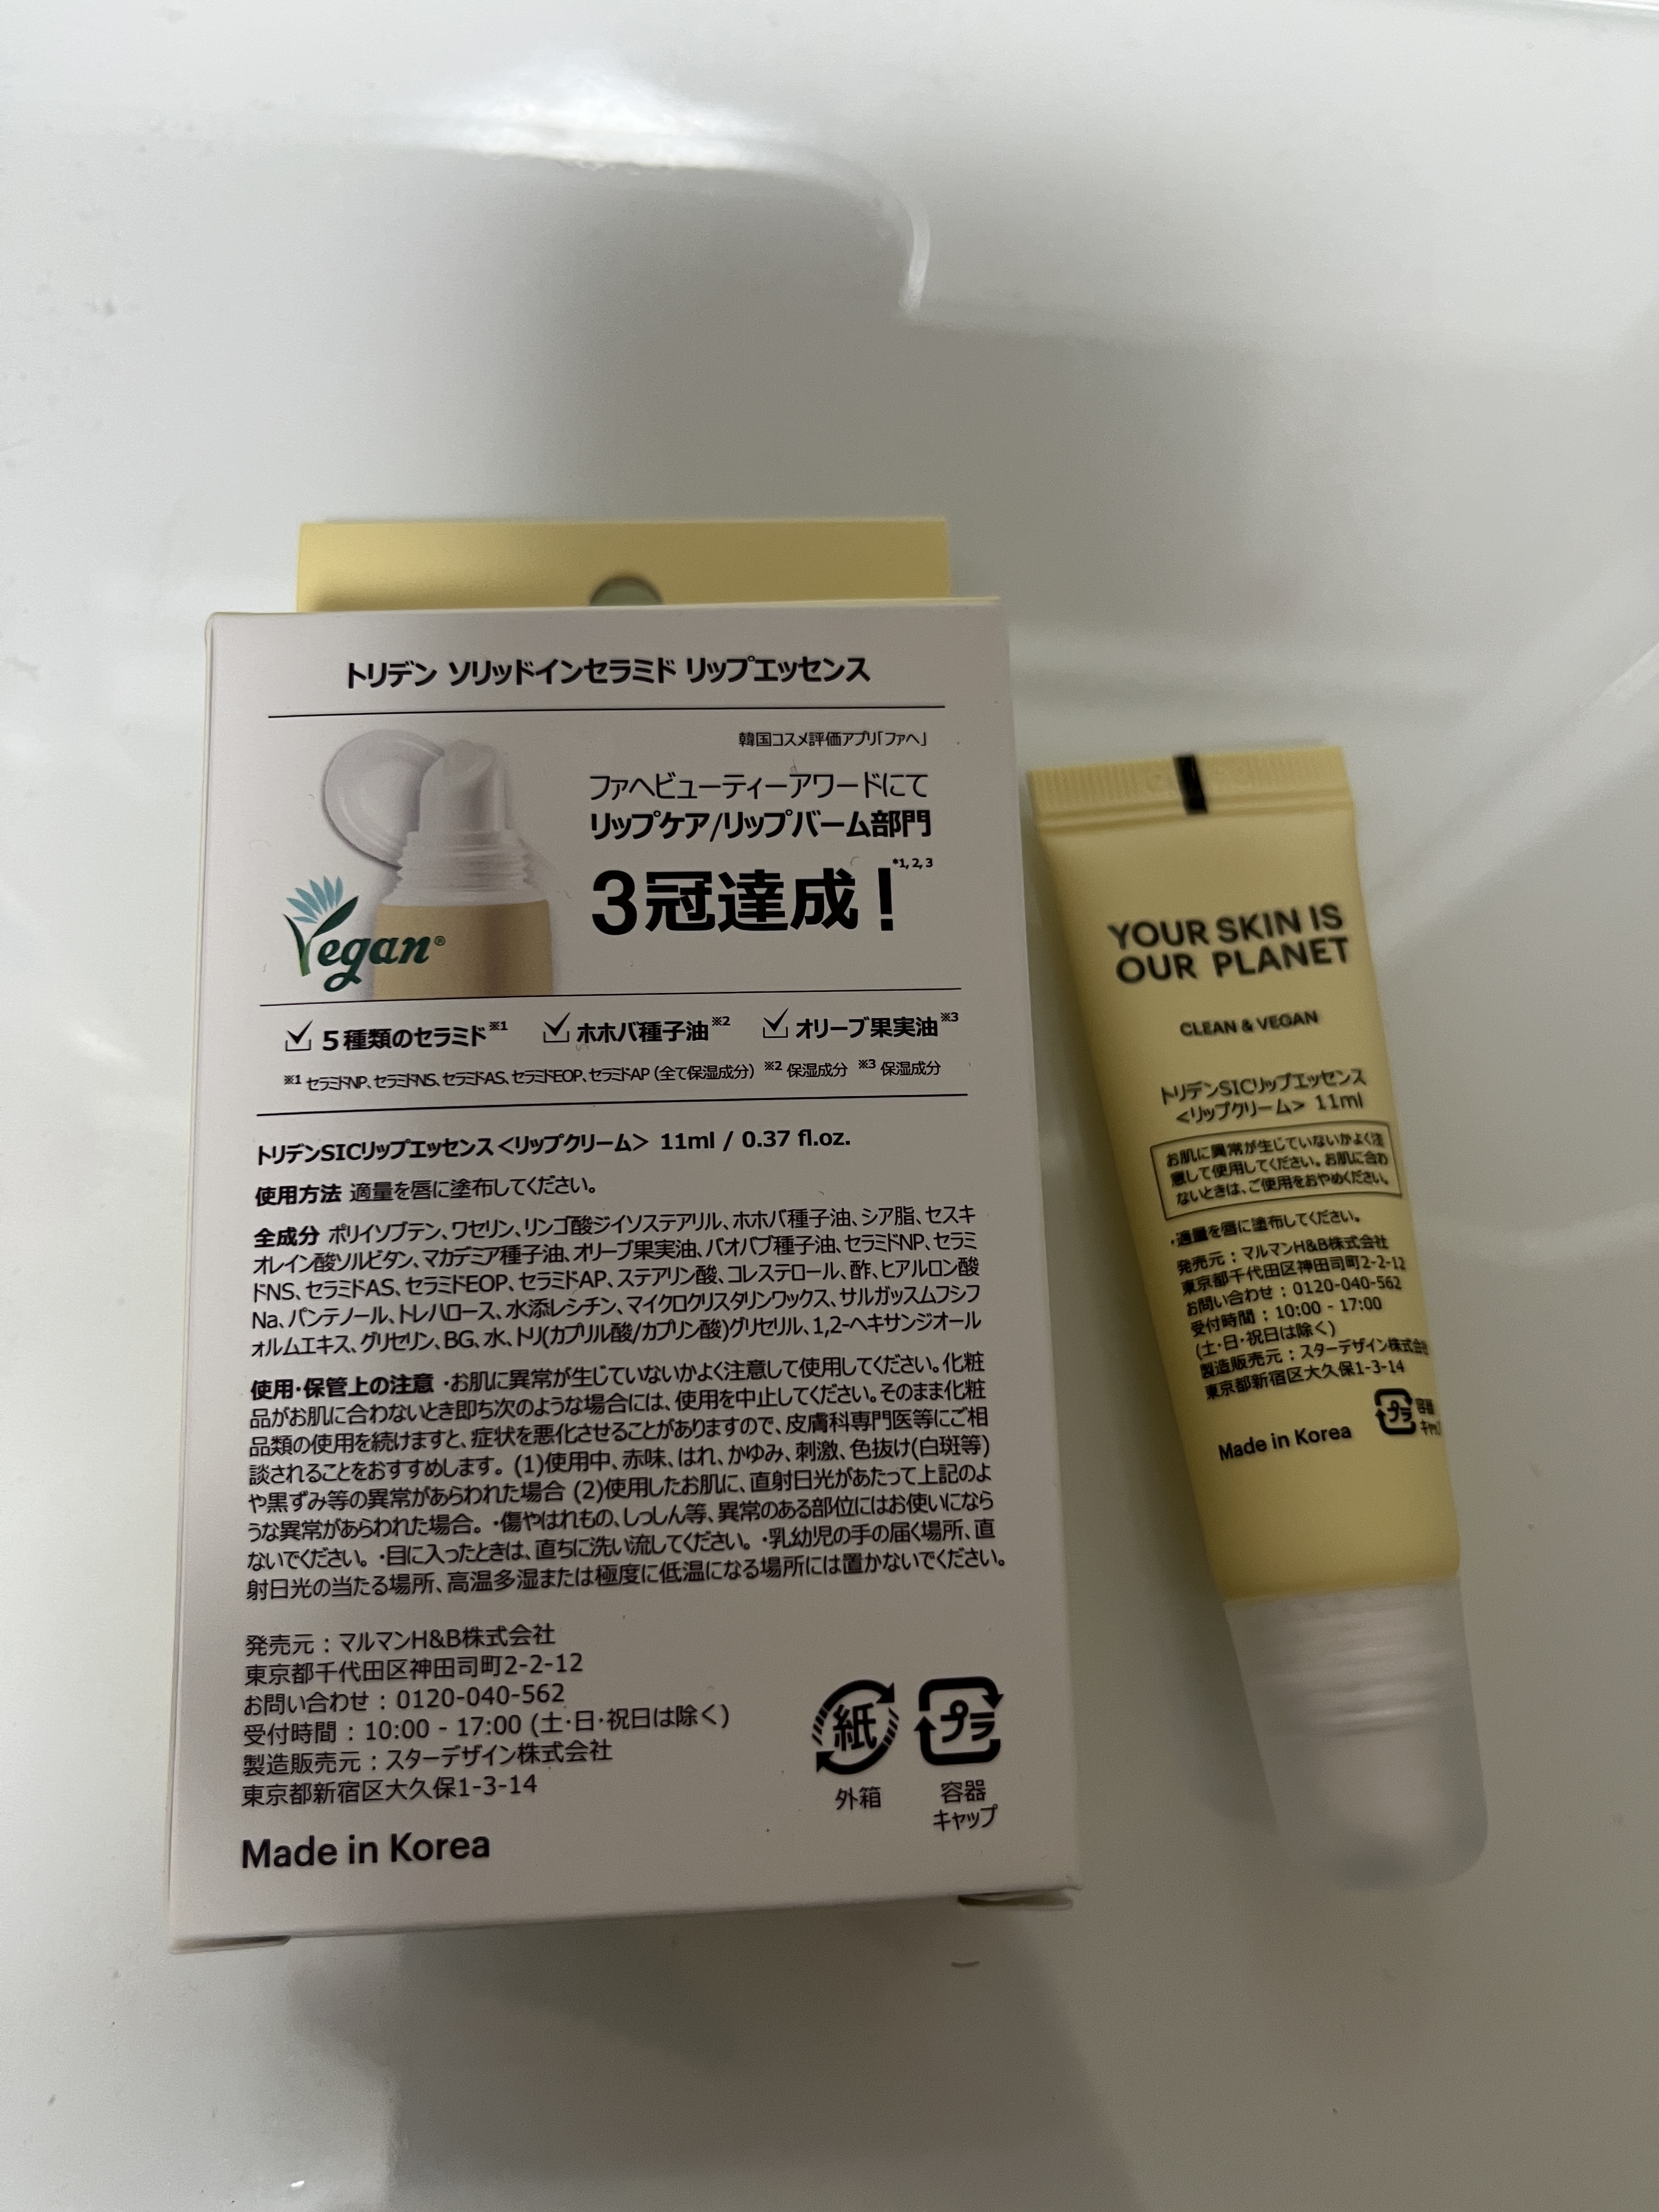 トリデン ソリッドインセラミド リップエッセンス
韓国コスメ評価アプリ「ファヘ」
ファヘビューティーアワードにて
リップケア/リップバーム部門
3冠達成！*1, 2, 3
Vegan®
5種類のセラミド※1 ホホバ種子油※2 オリーブ果実油※3
※1 セラミドNP、セラミドNS、セラミドAS、セラミドEOP、セラミドAP（全て保湿成分） ※2 保湿成分 ※3 保湿成分
トリデンSICリップエッセンス＜リップクリーム＞ 11ml / 0.37 fl.oz.
使用方法 適量を唇に塗布してください。
全成分 ポリイソブテン、ワセリン、リンゴ酸ジイソステアリル、ホホバ種子油、シア脂、セスキ
オレイン酸ソルビタン、マカデミア種子油、オリーブ果実油、バオバブ種子油、セラミドNP、セラミ
ドNS、セラミドAS、セラミドEOP、セラミドAP、ステアリン酸、コレステロール、酢、ヒアルロン酸
Na、パンテノール、トレハロース、水添レシチン、マイクロクリスタリンワックス、サルガッスムフシフ
ォルムエキス、グリセリン、BG、水、トリ(カプリル酸/カプリン酸)グリセリル、1,2-ヘキサンジオール
使用・保管上の注意 ・お肌に異常が生じていないかよく注意して使用してください。化粧
品がお肌に合わないとき即ち次のような場合には、使用を中止してください。そのまま化粧
品類の使用を続けますと、症状を悪化させることがありますので、皮膚科専門医等にご相
談されることをおすすめします。(1)使用中、赤味、はれ、かゆみ、刺激、色抜け(白斑等)
や黒ずみ等の異常があらわれた場合 (2)使用したお肌に、直射日光があたって上記のよ
うな異常があらわれた場合。・傷やはれもの、しっしん等、異常のある部位にはお使いになら
ないでください。・目に入ったときは、直ちに洗い流してください。・乳幼児の手の届く場所、直
射日光の当たる場所、高温多湿または極度に低温になる場所には置かないでください。
発売元：マルマンH&B株式会社
東京都千代田区神田司町2-2-12
お問い合わせ：0120-040-562
受付時間：10:00 - 17:00 (土・日・祝日は除く)
製造販売元：スターデザイン株式会社
東京都新宿区大久保1-3-14
Made in Korea
紙
外箱
プラ
容器
キャップ
YOUR SKIN IS
OUR PLANET
CLEAN & VEGAN
トリデンSICリップエッセンス
＜リップクリーム＞ 11ml
お肌に異常が生じていないかよく注
意して使用してください。お肌に合わ
ないときは、ご使用をおやめください。
・適量を唇に塗布してください。
発売元：マルマンH&B株式会社
東京都千代田区神田司町2-2-12
お問い合わせ：0120-040-562
受付時間：10:00 - 17:00
(土・日・祝日は除く)
製造販売元：スターデザイン株式会社
東京都新宿区大久保1-3-14
Made in Korea
プラ
容器